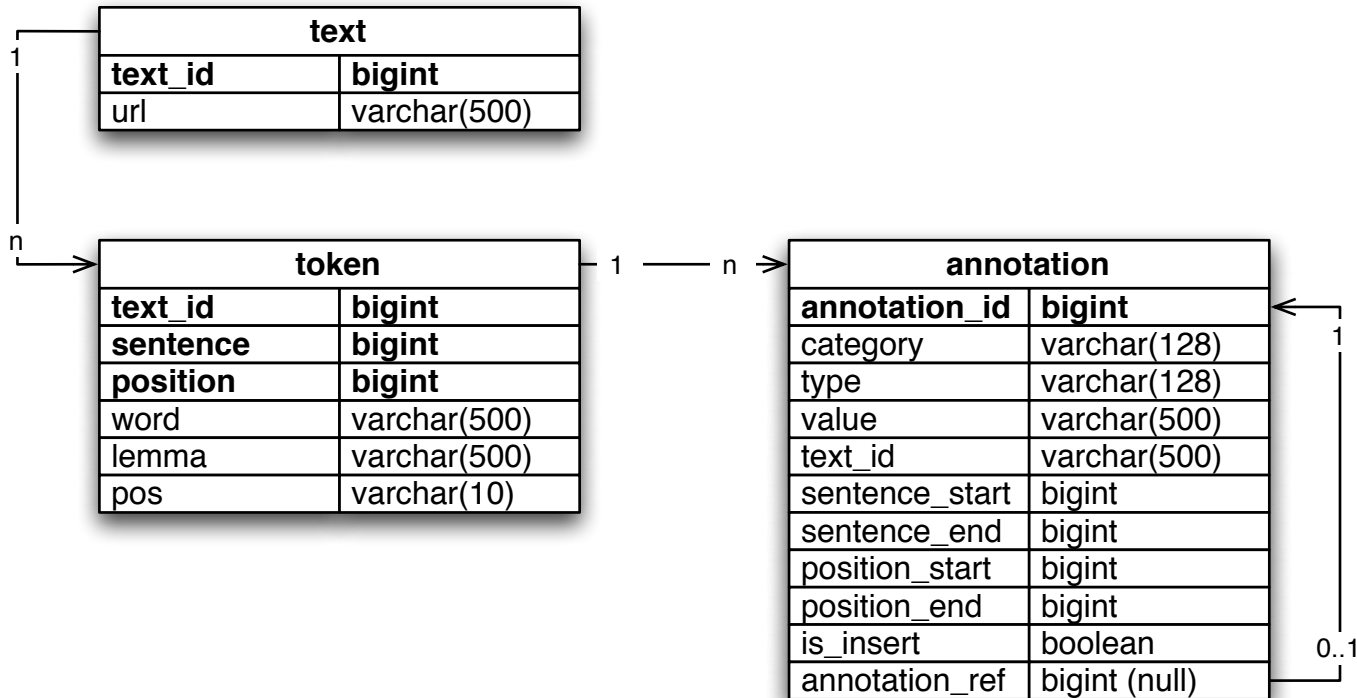 text
text_id bigint
url varchar(500)
1
n
token
text_id bigint
sentence bigint
position bigint
word varchar(500)
lemma varchar(500)
pos varchar(10)
1 n
annotation
annotation_id bigint
category varchar(128)
type varchar(128)
value varchar(500)
text_id varchar(500)
sentence_start bigint
sentence_end bigint
position_start bigint
position_end bigint
is_insert boolean
annotation_ref bigint (null)
1
0..1